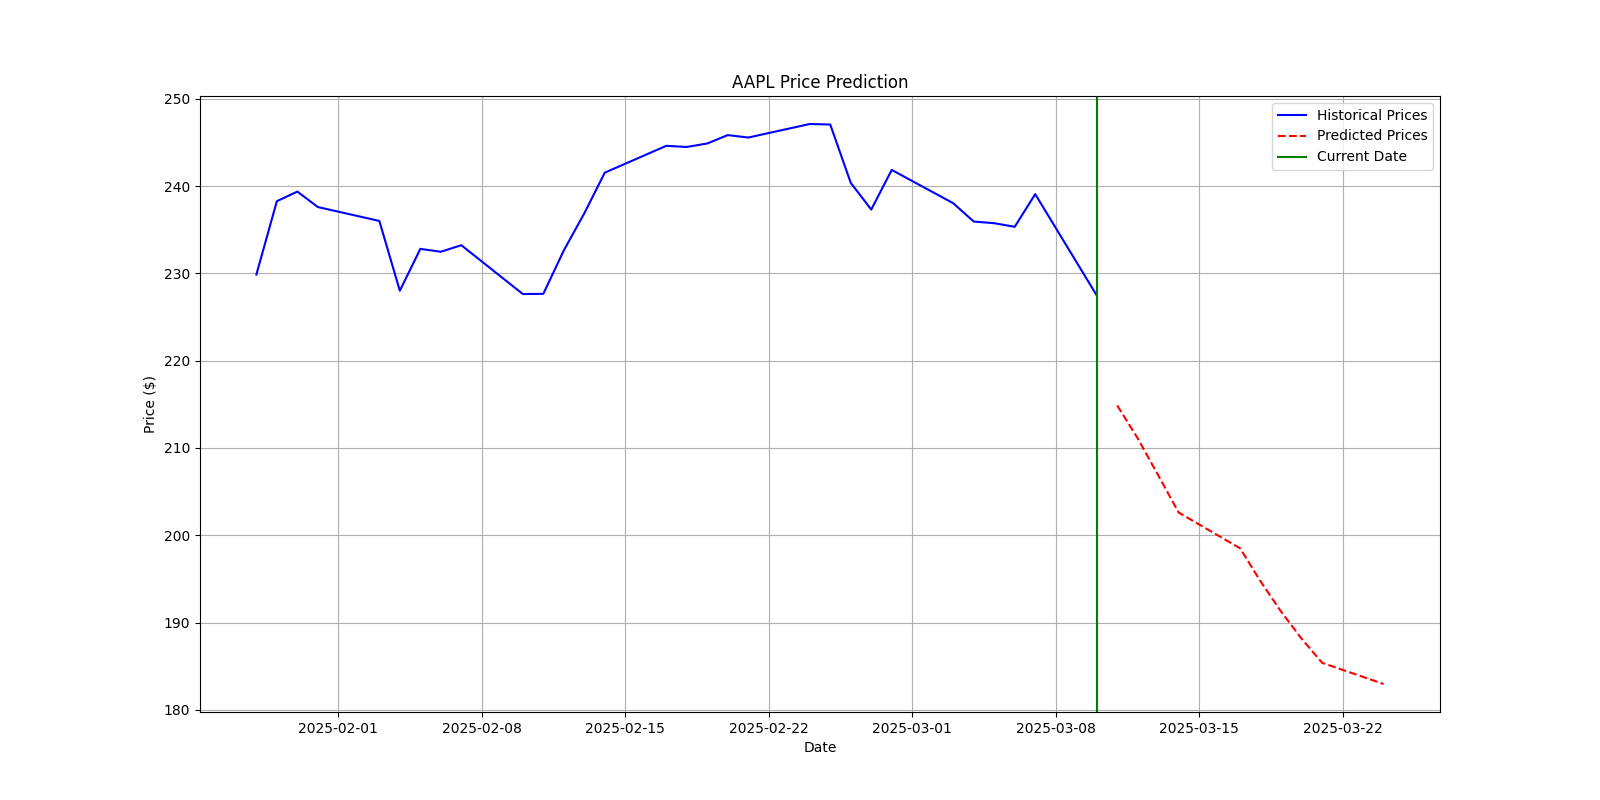 AAPL Price Prediction
Historical Prices
Predicted Prices
Current Date
Price ($)
250
240
230
220
210
200
190
180
2025-02-01 2025-02-08 2025-02-15 2025-02-22 2025-03-01 2025-03-08 2025-03-15 2025-03-22
Date